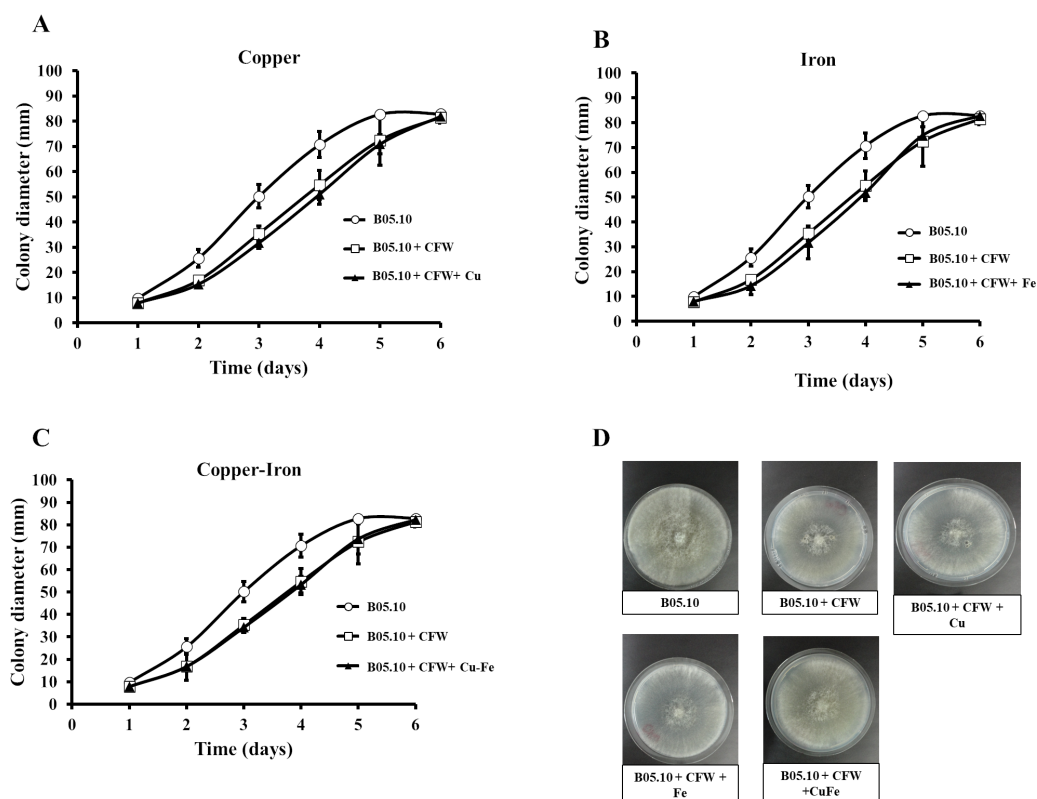 A
Copper
Colony diameter (mm)
100
90
80
70
60
50
40
30
20
10
0
0 1 2 3 4 5 6
Time (days)
B05.10
B05.10 + CFW
B05.10 + CFW+ Cu
B
Iron
Colony diameter (mm)
100
90
80
70
60
50
40
30
20
10
0
0 1 2 3 4 5 6
Time (days)
B05.10
B05.10 + CFW
B05.10 + CFW+ Fe
C
Copper-Iron
Colony diameter (mm)
100
90
80
70
60
50
40
30
20
10
0
0 1 2 3 4 5 6
Time (days)
B05.10
B05.10 + CFW
B05.10 + CFW+ Cu-Fe
D
B05.10
B05.10 + CFW
B05.10 + CFW +
Cu
B05.10 + CFW +
Fe
B05.10 + CFW
+CuFe